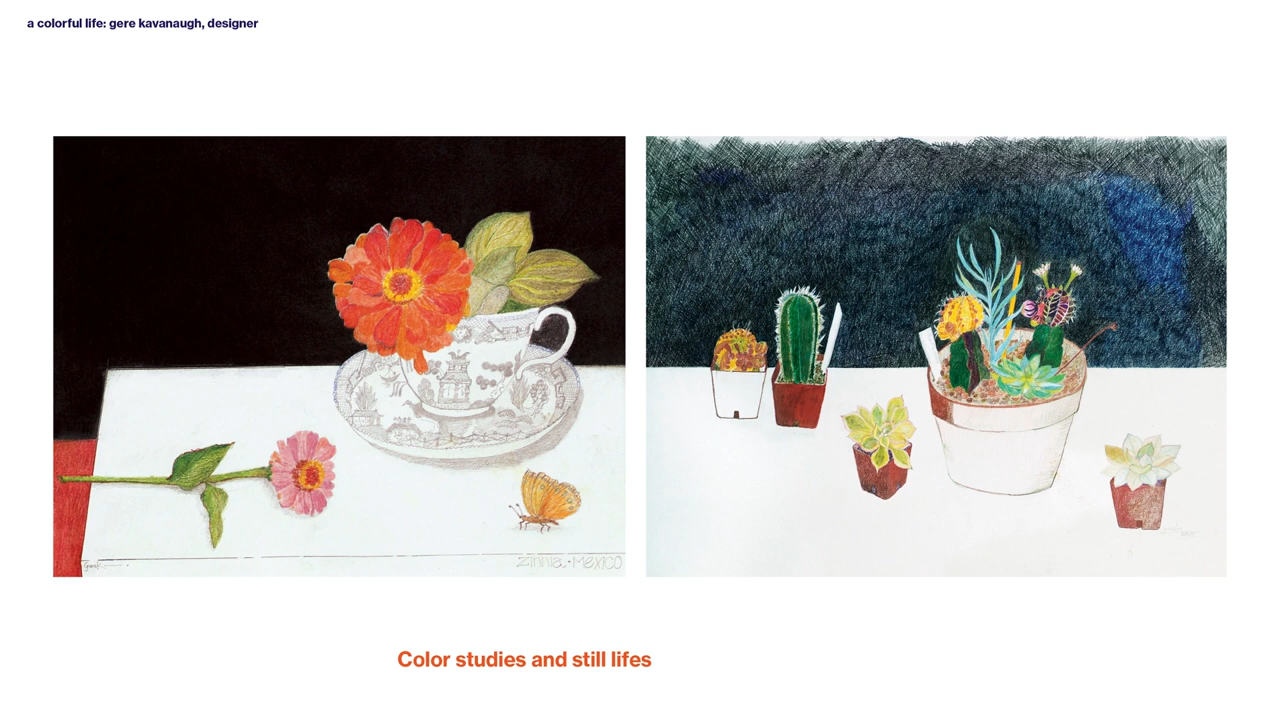 a colorful life: gere kavanaugh, designer
Zinnia · Mexico
Color studies and still lifes